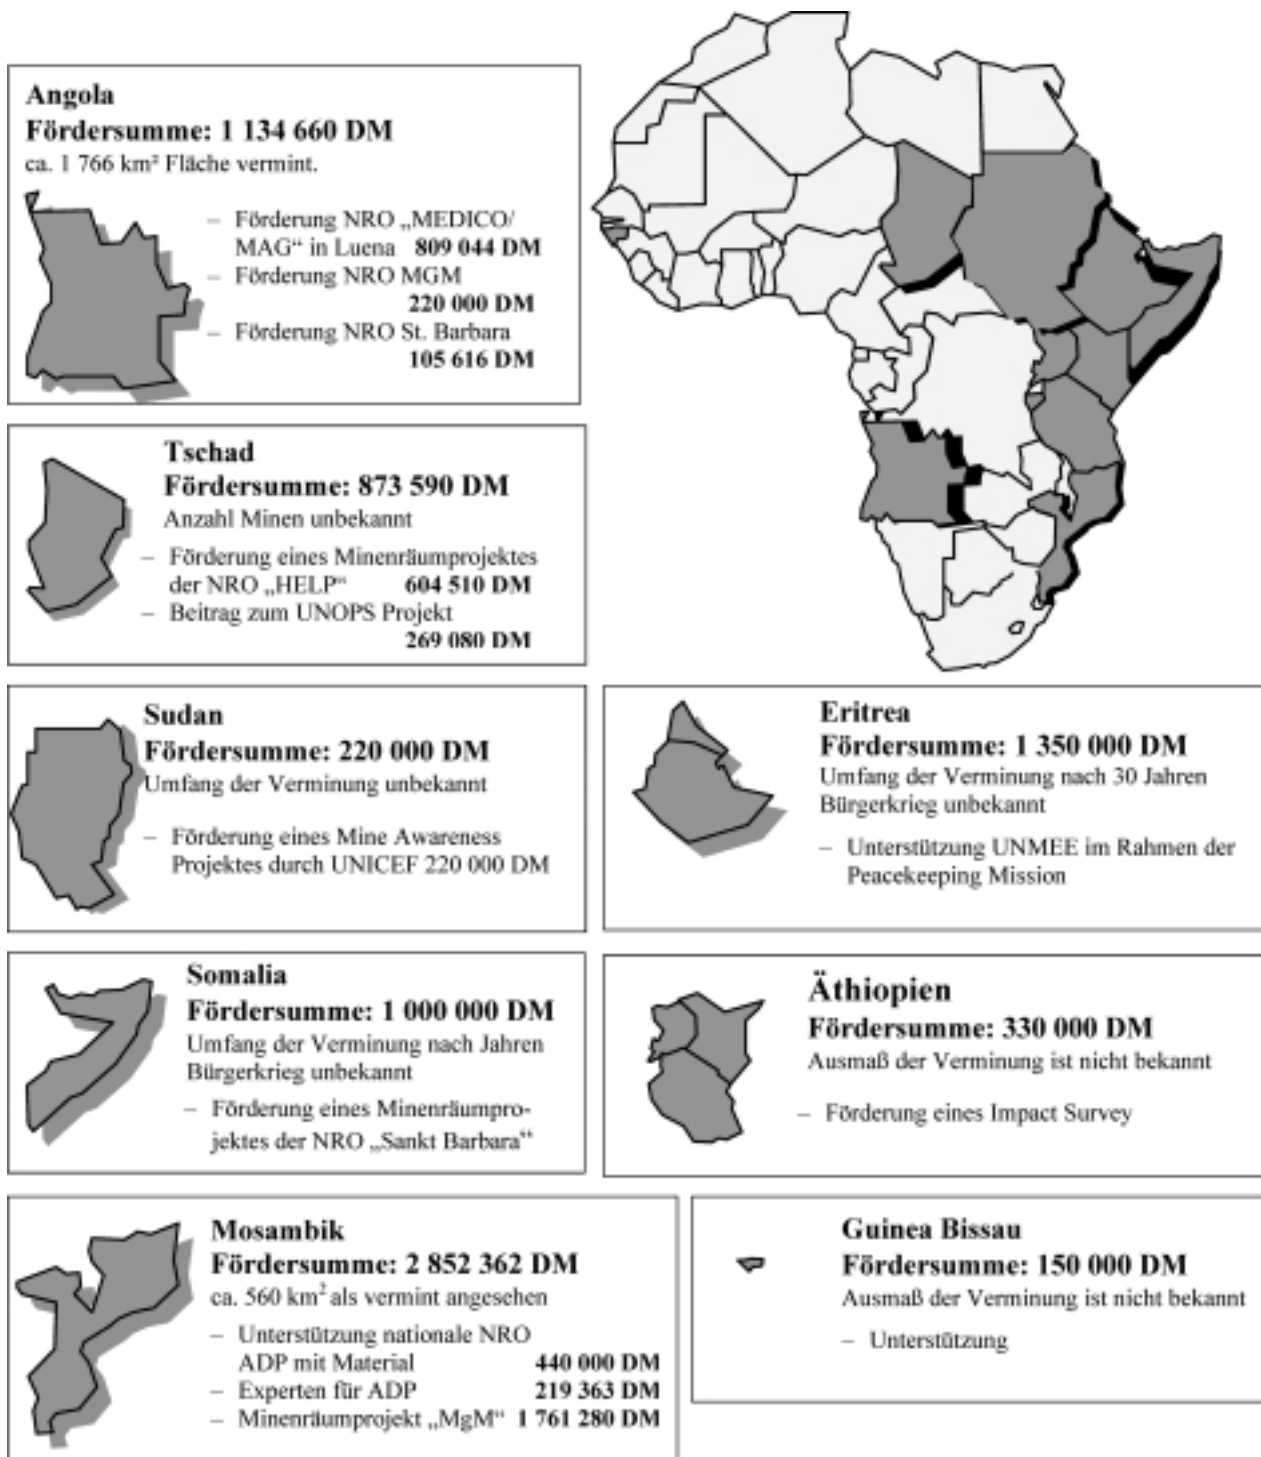 Angola
Fördersumme: 1 134 660 DM
ca. 1 766 km² Fläche vermint.
– Förderung NRO „MEDICO/
MAG“ in Luena 809 044 DM
– Förderung NRO MGM
220 000 DM
– Förderung NRO St. Barbara
105 616 DM
Tschad
Fördersumme: 873 590 DM
Anzahl Minen unbekannt
– Förderung eines Minenräumprojektes
der NRO „HELP“ 604 510 DM
– Beitrag zum UNOPS Projekt
269 080 DM
Sudan
Fördersumme: 220 000 DM
Umfang der Verminung unbekannt
– Förderung eines Mine Awareness
Projektes durch UNICEF 220 000 DM
Eritrea
Fördersumme: 1 350 000 DM
Umfang der Verminung nach 30 Jahren
Bürgerkrieg unbekannt
– Unterstützung UNMEE im Rahmen der
Peacekeeping Mission
Somalia
Fördersumme: 1 000 000 DM
Umfang der Verminung nach Jahren
Bürgerkrieg unbekannt
– Förderung eines Minenräumpro-
jektes der NRO „Sankt Barbara“
Äthiopien
Fördersumme: 330 000 DM
Ausmaß der Verminung ist nicht bekannt
– Förderung eines Impact Survey
Mosambik
Fördersumme: 2 852 362 DM
ca. 560 km² als vermint angesehen
– Unterstützung nationale NRO
ADP mit Material 440 000 DM
– Experten für ADP 219 363 DM
– Minenräumprojekt „MgM“ 1 761 280 DM
Guinea Bissau
Fördersumme: 150 000 DM
Ausmaß der Verminung ist nicht bekannt
– Unterstützung